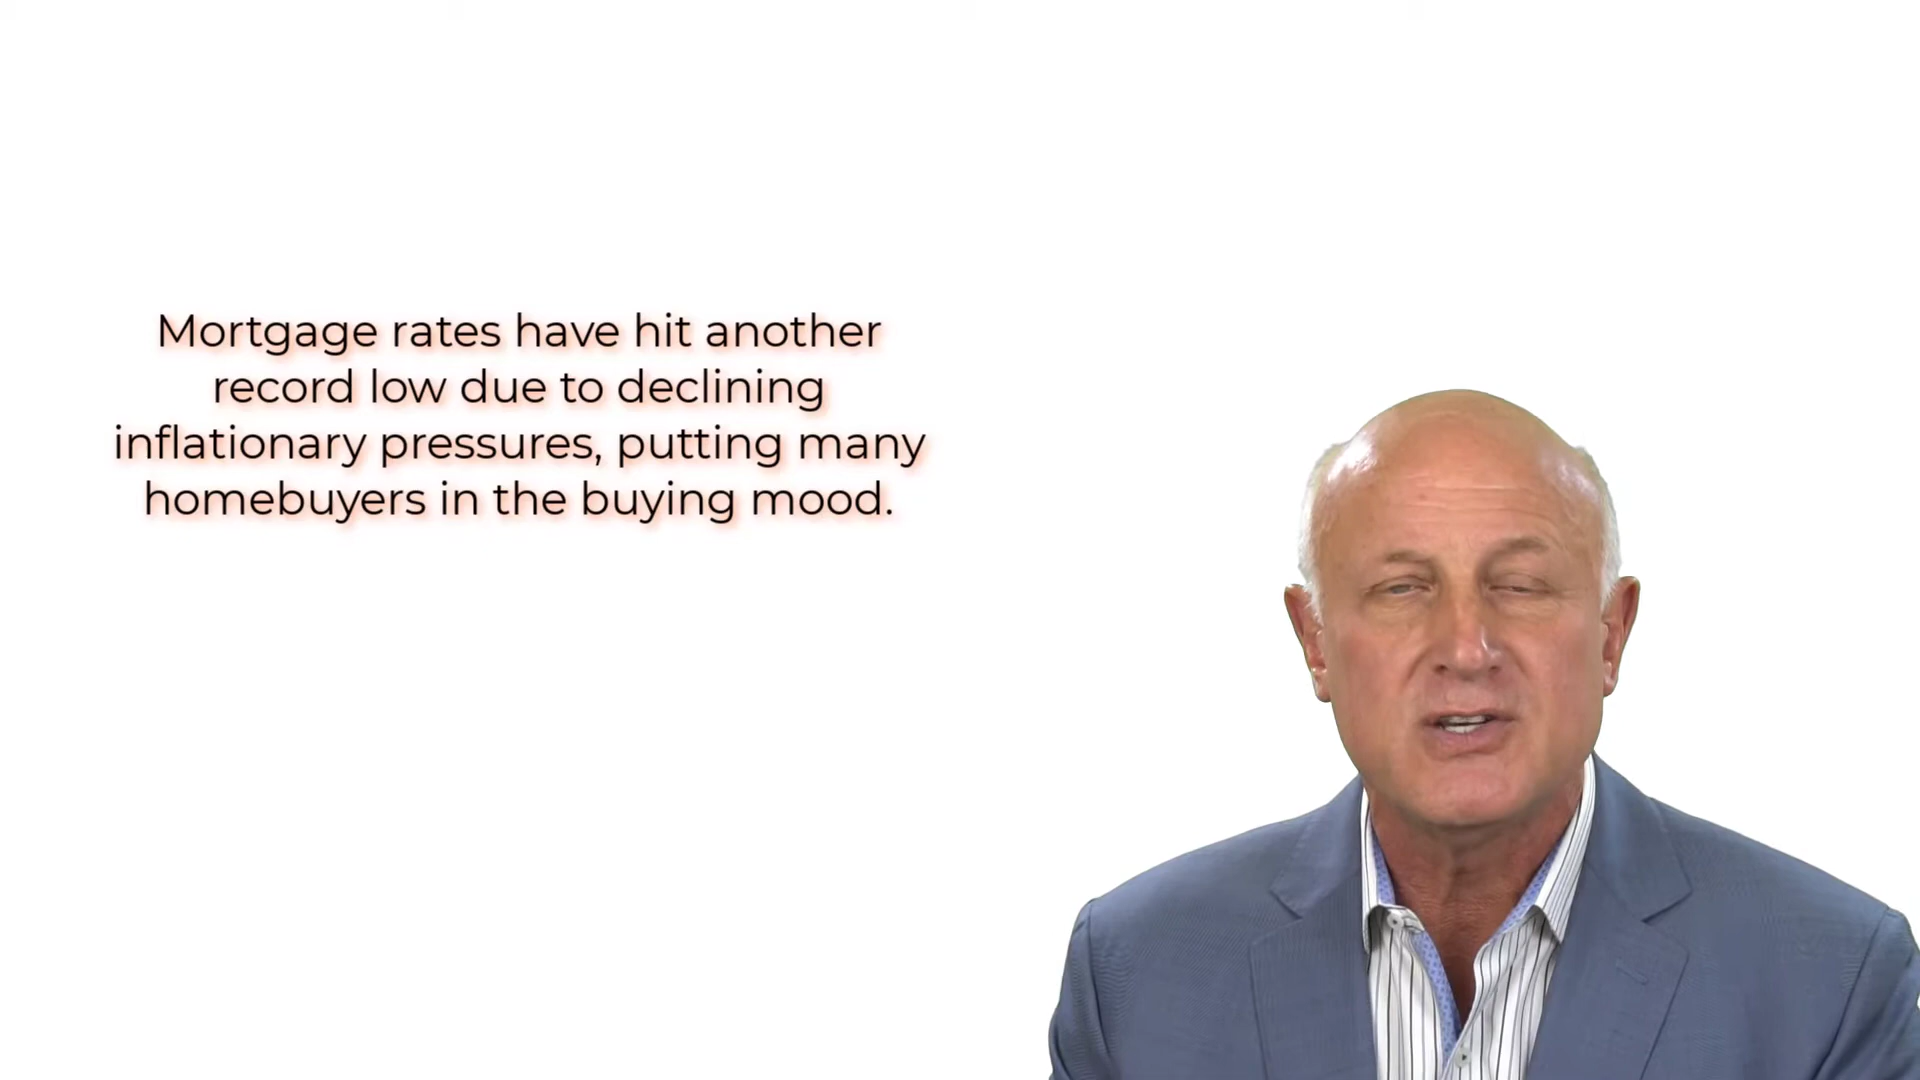 Mortgage rates have hit another
record low due to declining
inflationary pressures, putting many
homebuyers in the buying mood.